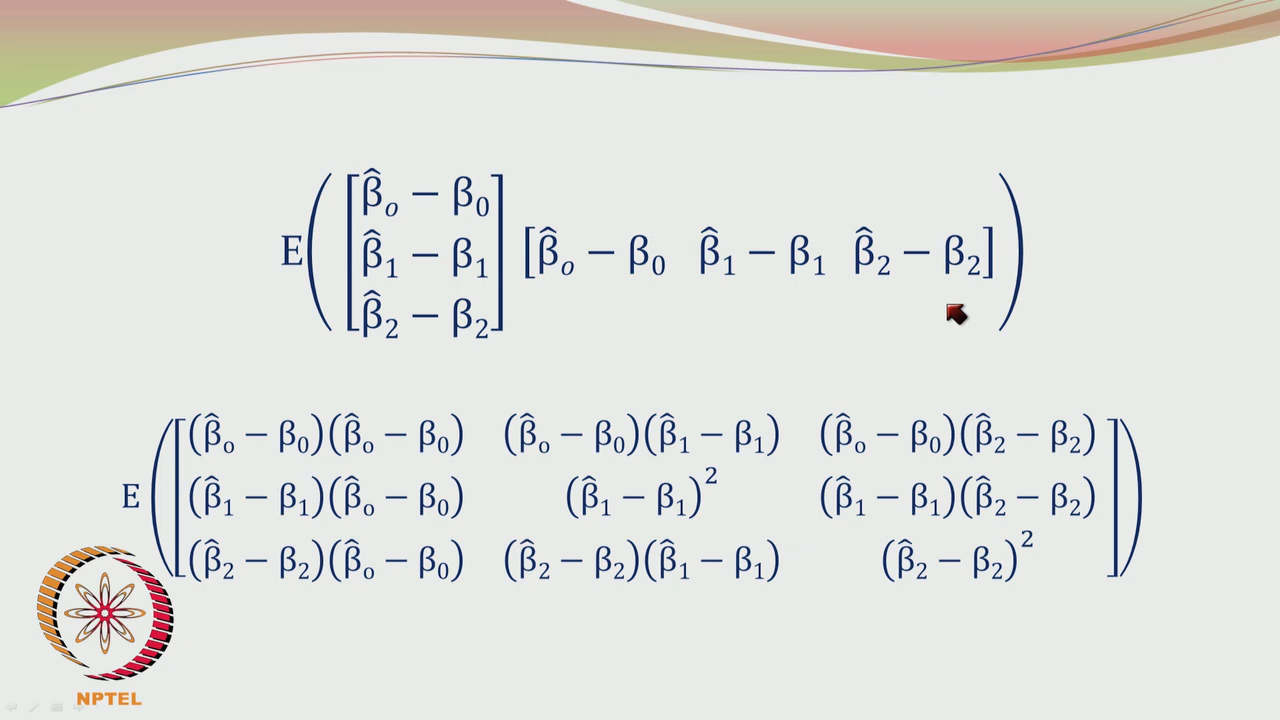 E([β̂ₒ − β₀
β̂₁ − β₁
β̂₂ − β₂] [β̂ₒ − β₀ β̂₁ − β₁ β̂₂ − β₂])
E([(β̂ₒ − β₀)(β̂ₒ − β₀) (β̂ₒ − β₀)(β̂₁ − β₁) (β̂ₒ − β₀)(β̂₂ − β₂)
(β̂₁ − β₁)(β̂ₒ − β₀) (β̂₁ − β₁)² (β̂₁ − β₁)(β̂₂ − β₂)
(β̂₂ − β₂)(β̂ₒ − β₀) (β̂₂ − β₂)(β̂₁ − β₁) (β̂₂ − β₂)²])
NPTEL